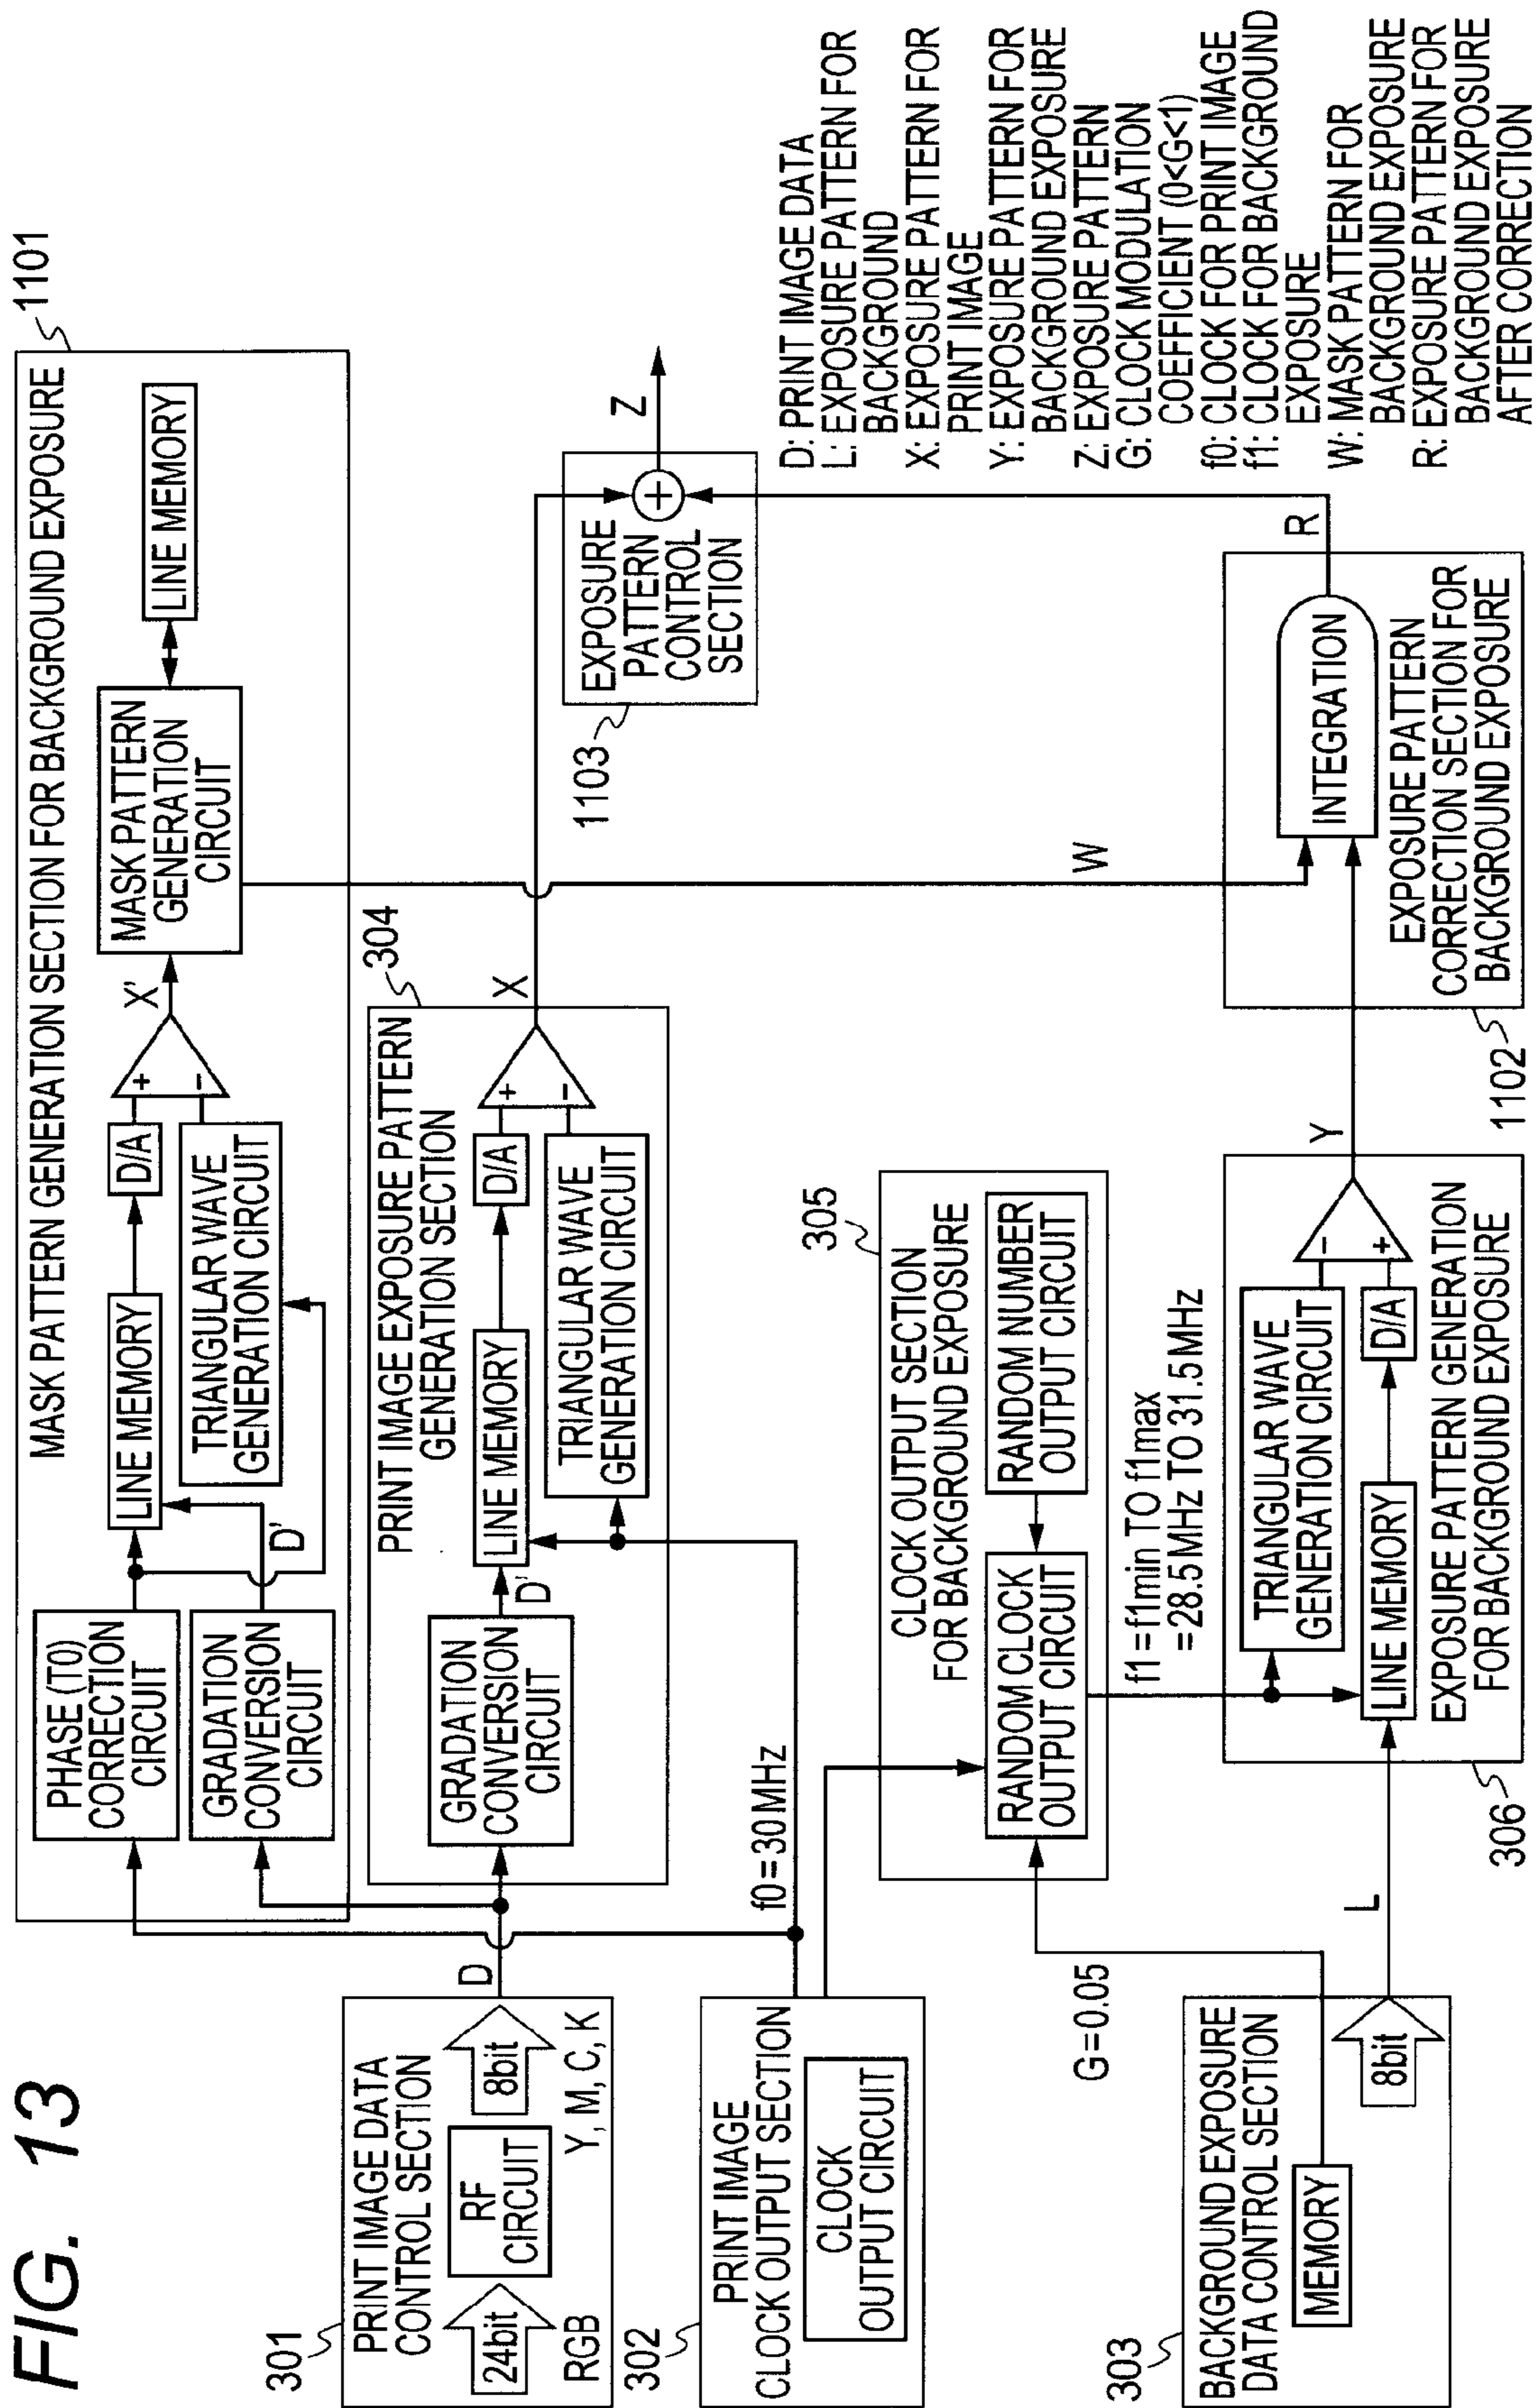 FIG. 13
301
PRINT IMAGE DATA
CONTROL SECTION
24bit
RGB
RF
CIRCUIT
8bit
Y, M, C, K
D
302
PRINT IMAGE
CLOCK OUTPUT SECTION
CLOCK
OUTPUT CIRCUIT
f0=30MHz
303
BACKGROUND EXPOSURE
DATA CONTROL SECTION
MEMORY
8bit
G=0.05
L
MASK PATTERN GENERATION SECTION FOR BACKGROUND EXPOSURE
1101
PHASE (T0)
CORRECTION
CIRCUIT
GRADATION
CONVERSION
CIRCUIT
D'
LINE MEMORY
D/A
TRIANGULAR WAVE
GENERATION CIRCUIT
+
−
X'
MASK PATTERN
GENERATION
CIRCUIT
LINE MEMORY
PRINT IMAGE EXPOSURE PATTERN
GENERATION SECTION
304
GRADATION
CONVERSION
CIRCUIT
D'
LINE MEMORY
D/A
TRIANGULAR WAVE
GENERATION CIRCUIT
+
−
X
305
CLOCK OUTPUT SECTION
FOR BACKGROUND EXPOSURE
RANDOM CLOCK
OUTPUT CIRCUIT
RANDOM NUMBER
OUTPUT CIRCUIT
f1=f1min TO f1max
=28.5MHz TO 31.5MHz
306
TRIANGULAR WAVE
GENERATION CIRCUIT
LINE MEMORY
D/A
−
+
EXPOSURE PATTERN GENERATION
FOR BACKGROUND EXPOSURE
Y
W
1102
INTEGRATION
EXPOSURE PATTERN
CORRECTION SECTION FOR
BACKGROUND EXPOSURE
R
1103
EXPOSURE
PATTERN
CONTROL
SECTION
+
Z
D: PRINT IMAGE DATA
L: EXPOSURE PATTERN FOR
BACKGROUND
X: EXPOSURE PATTERN FOR
PRINT IMAGE
Y: EXPOSURE PATTERN FOR
BACKGROUND EXPOSURE
Z: EXPOSURE PATTERN
G: CLOCK MODULATION
COEFFICIENT (0<G<1)
f0: CLOCK FOR PRINT IMAGE
f1: CLOCK FOR BACKGROUND
EXPOSURE
W: MASK PATTERN FOR
BACKGROUND EXPOSURE
R: EXPOSURE PATTERN FOR
BACKGROUND EXPOSURE
AFTER CORRECTION